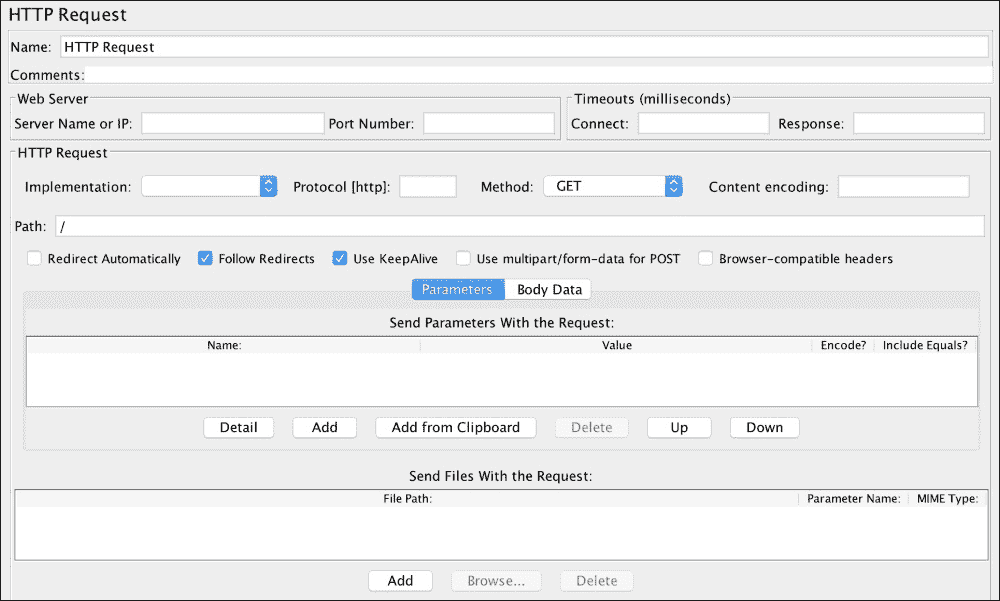 HTTP Request
Name: HTTP Request
Comments:
Web Server Timeouts (milliseconds)
Server Name or IP: Port Number: Connect: Response:
HTTP Request
Implementation: Protocol [http]: Method: GET Content encoding:
Path: /
Redirect Automatically Follow Redirects Use KeepAlive Use multipart/form-data for POST Browser-compatible headers
Parameters Body Data
Send Parameters With the Request:
Name: Value Encode? Include Equals?
Detail Add Add from Clipboard Delete Up Down
Send Files With the Request:
File Path: Parameter Name: MIME Type:
Add Browse... Delete